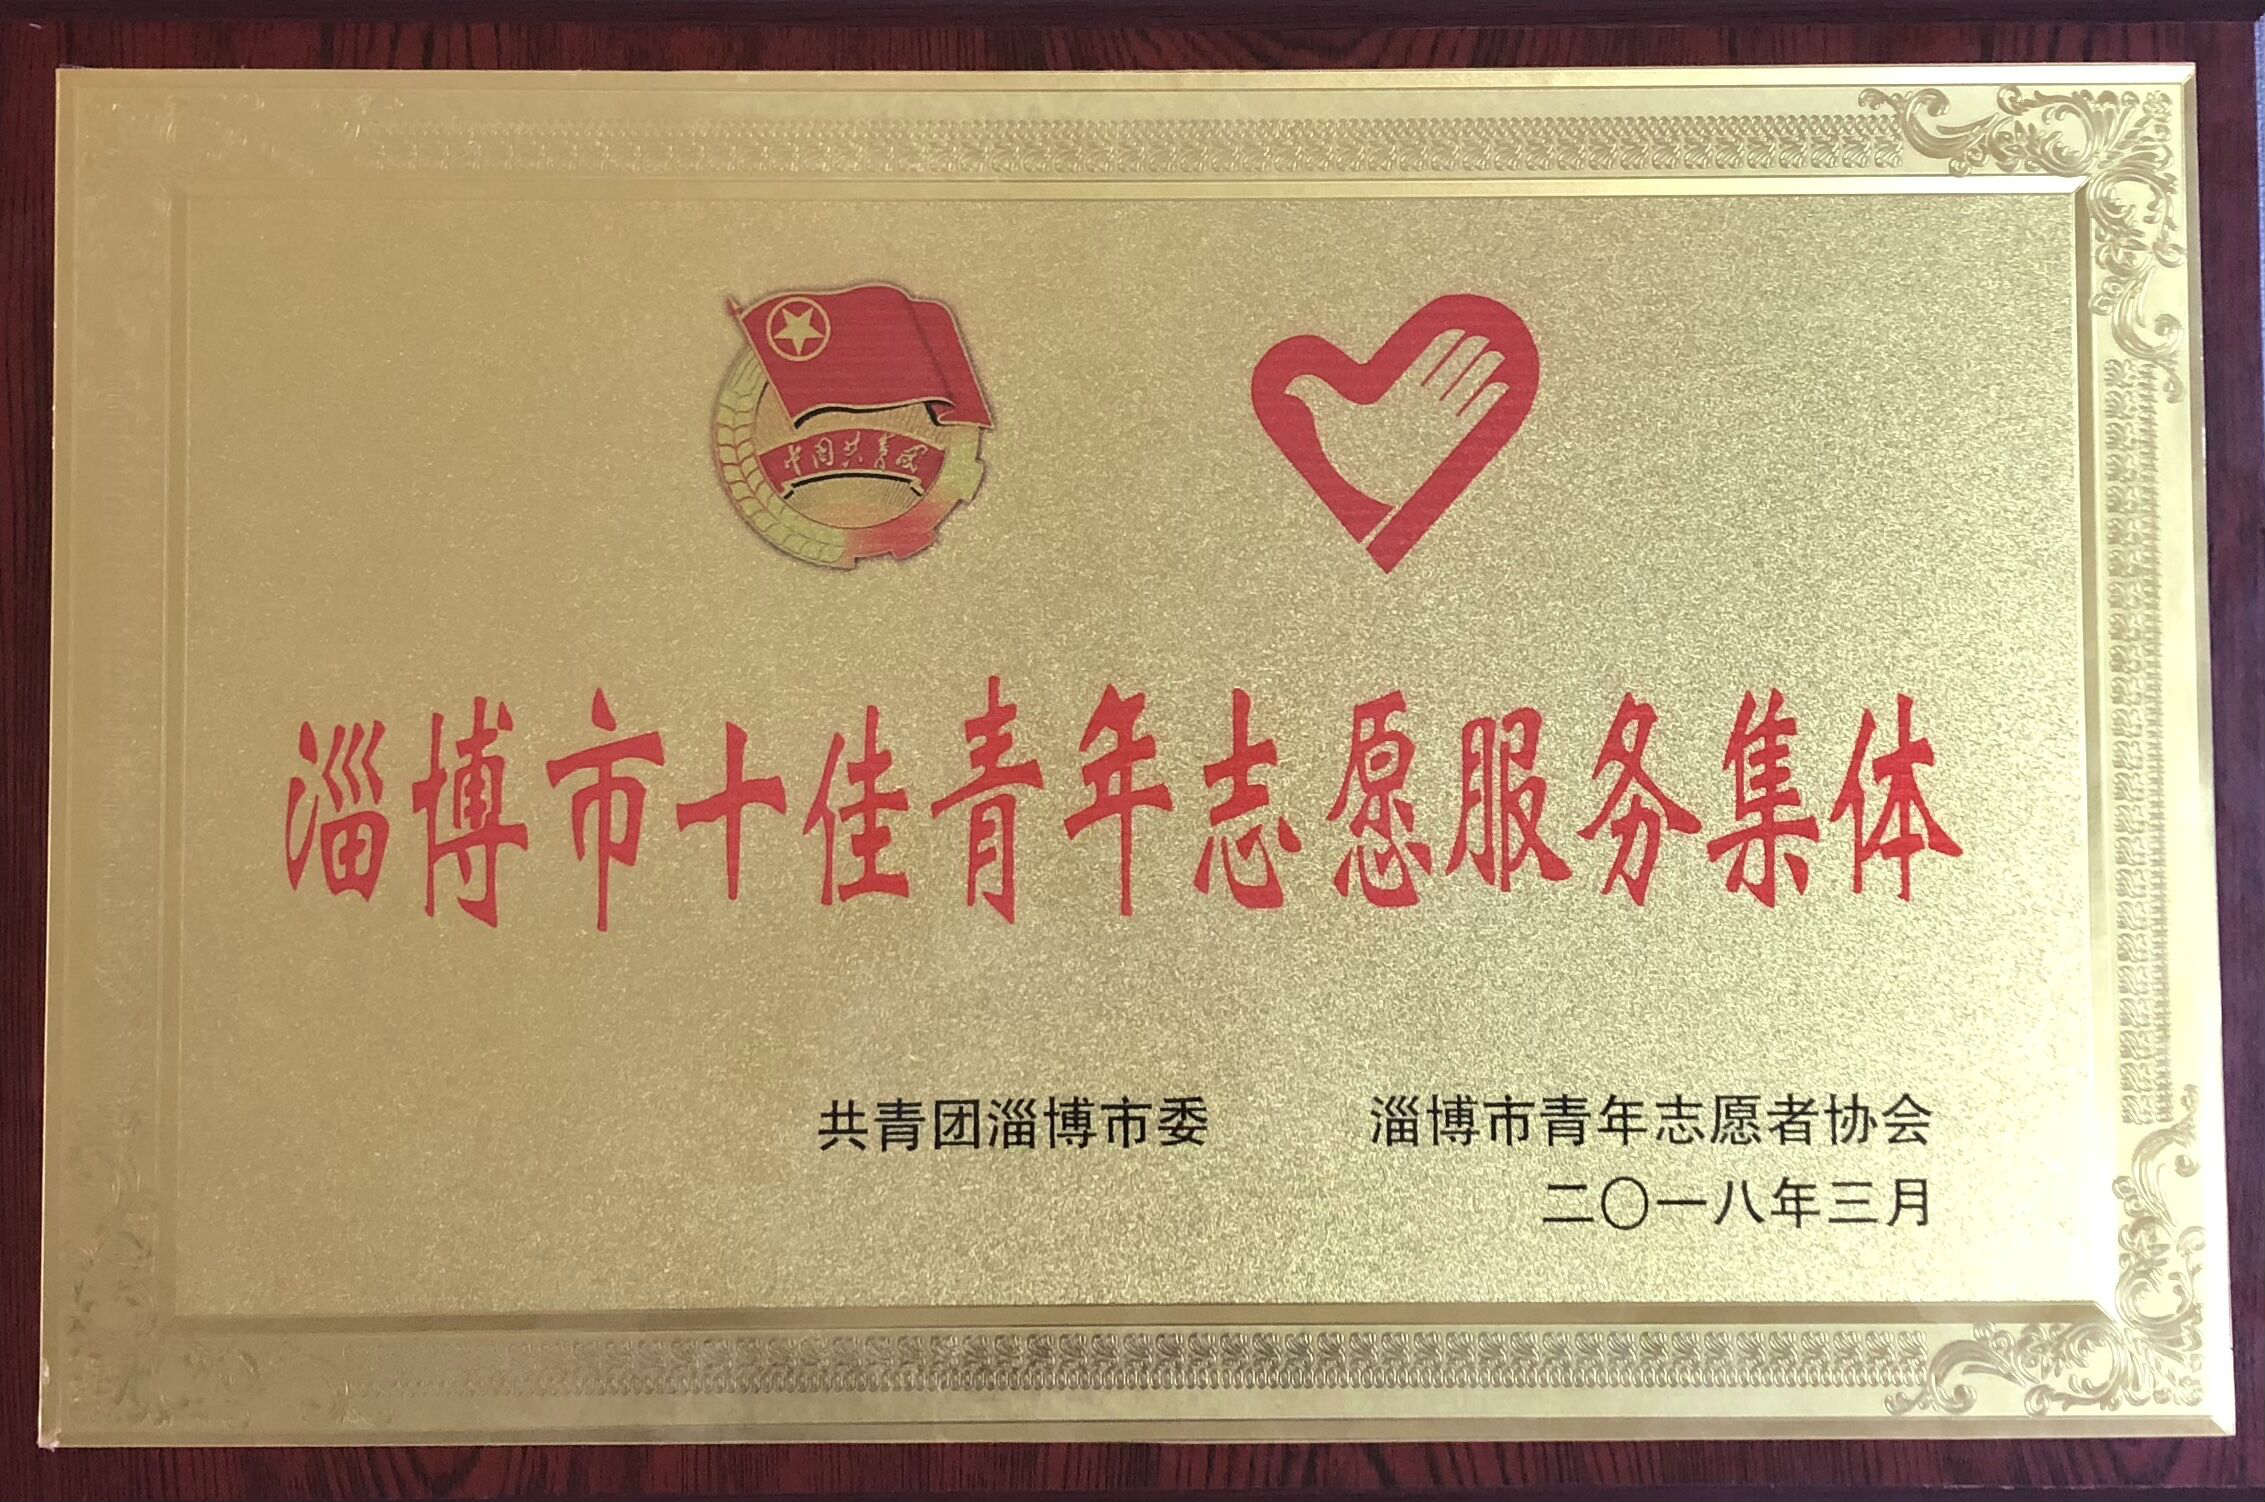 中国共青团
淄博市十佳青年志愿服务集体
共青团淄博市委 淄博市青年志愿者协会
二〇一八年三月